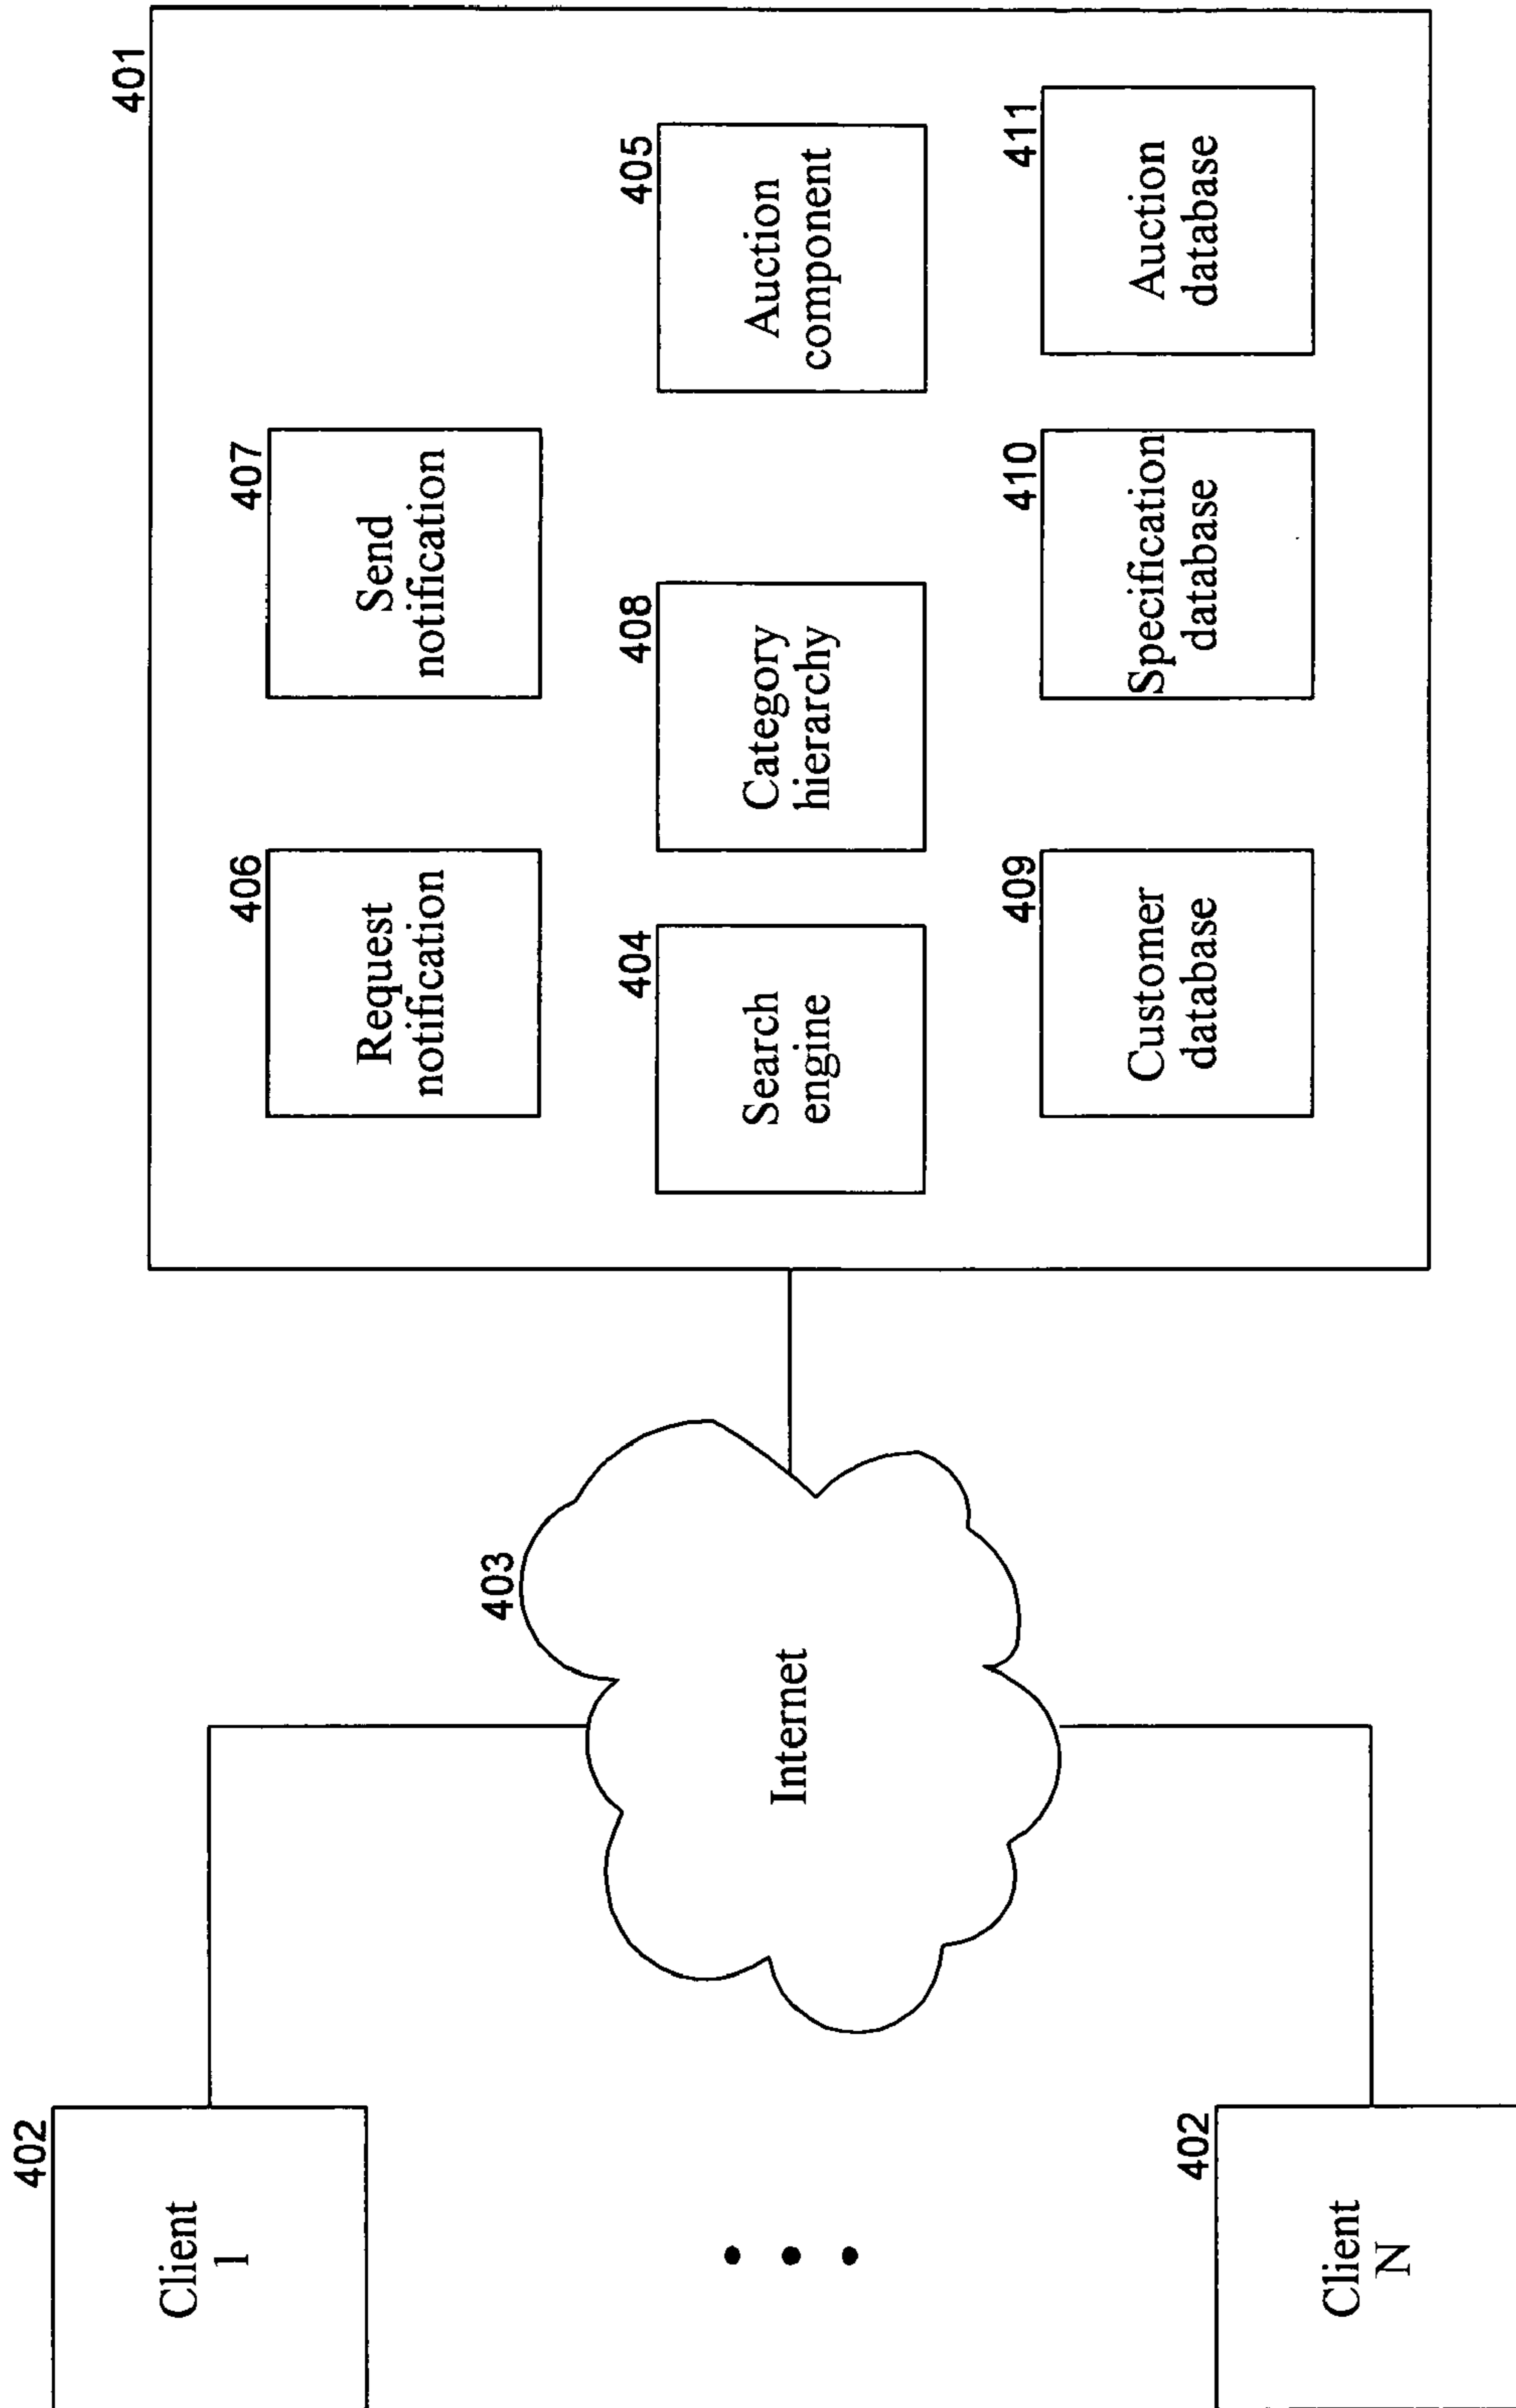 401
406
Request
notification
407
Send
notification
402
Client
1
403
Internet
404
Search
engine
408
Category
hierarchy
405
Auction
component
409
Customer
database
410
Specification
database
411
Auction
database
402
Client
N